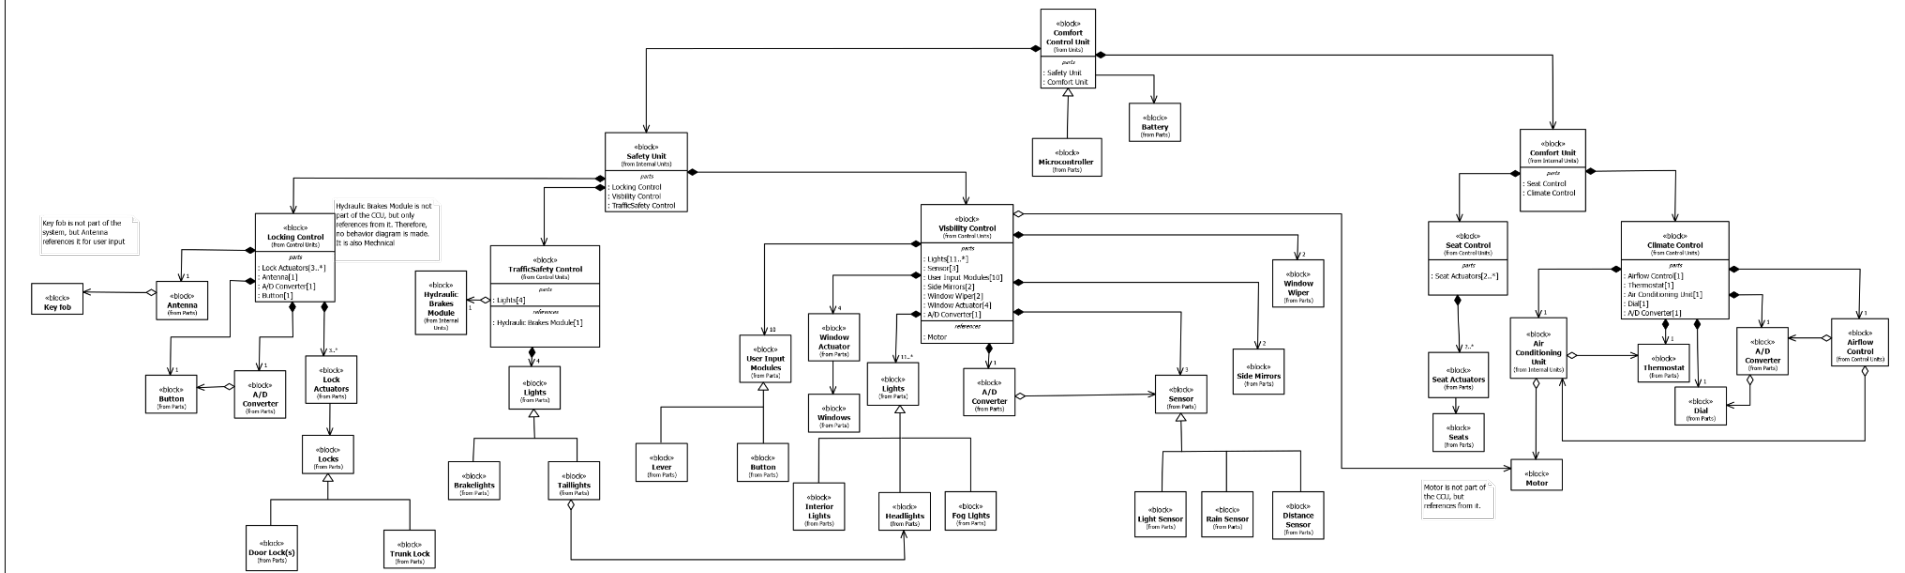 «block»
Comfort
Control Unit
(from Units)
parts
: Safety Unit
: Comfort Unit
«block»
Battery
(from Parts)
«block»
Microcontroller
(from Parts)
«block»
Safety Unit
(from Internal Units)
parts
: Locking Control
: Visbility Control
: TrafficSafety Control
«block»
Comfort Unit
(from Internal Units)
parts
: Seat Control
: Climate Control
Key fob is not part of the
system, but Antenna
references it for user input
«block»
Locking Control
(from Control Units)
parts
: Lock Actuators[3..*]
: Antenna[1]
: A/D Converter[1]
: Button[1]
Hydraulic Brakes Module is not
part of the CCU, but only
references from it. Therefore,
no behavior diagram is made.
It is also Mechnical
«block»
Key fob
1
«block»
Antenna
(from Parts)
1
«block»
Button
(from Parts)
1
«block»
A/D
Converter
(from Parts)
3..*
«block»
Lock
Actuators
(from Parts)
«block»
Locks
(from Parts)
«block»
Door Lock(s)
(from Parts)
«block»
Trunk Lock
(from Parts)
«block»
TrafficSafety Control
(from Control Units)
parts
: Lights[4]
references
: Hydraulic Brakes Module[1]
«block»
Hydraulic
Brakes
Module
(from Internal
Units)
1
4
«block»
Lights
(from Parts)
«block»
Brakelights
(from Parts)
«block»
Taillights
(from Parts)
«block»
Visbility Control
(from Control Units)
parts
: Lights[11..*]
: Sensor[3]
: User Input Modules[10]
: Side Mirrors[2]
: Window Wiper[2]
: Window Actuator[4]
: A/D Converter[1]
references
: Motor
10
«block»
User Input
Modules
(from Parts)
«block»
Lever
(from Parts)
«block»
Button
(from Parts)
4
«block»
Window
Actuator
(from Parts)
«block»
Windows
(from Parts)
11..*
«block»
Lights
(from Parts)
«block»
Interior
Lights
(from Parts)
«block»
Headlights
(from Parts)
«block»
Fog Lights
(from Parts)
1
«block»
A/D
Converter
(from Parts)
3
«block»
Sensor
(from Parts)
«block»
Light Sensor
(from Parts)
«block»
Rain Sensor
(from Parts)
«block»
Distance
Sensor
(from Parts)
2
«block»
Side Mirrors
(from Parts)
2
«block»
Window
Wiper
(from Parts)
«block»
Seat Control
(from Control Units)
parts
: Seat Actuators[2..*]
«block»
Seat Actuators
(from Parts)
«block»
Seats
(from Parts)
«block»
Climate Control
(from Control Units)
parts
: Airflow Control[1]
: Thermostat[1]
: Air Conditioning Unit[1]
: Dial[1]
: A/D Converter[1]
1
«block»
Air
Conditioning
Unit
(from Internal Units)
1
«block»
Thermostat
(from Parts)
1
«block»
Dial
(from Parts)
1
«block»
A/D
Converter
(from Parts)
«block»
Airflow
Control
(from Control Units)
«block»
Motor
Motor is not part of
the CCU, but
references from it.